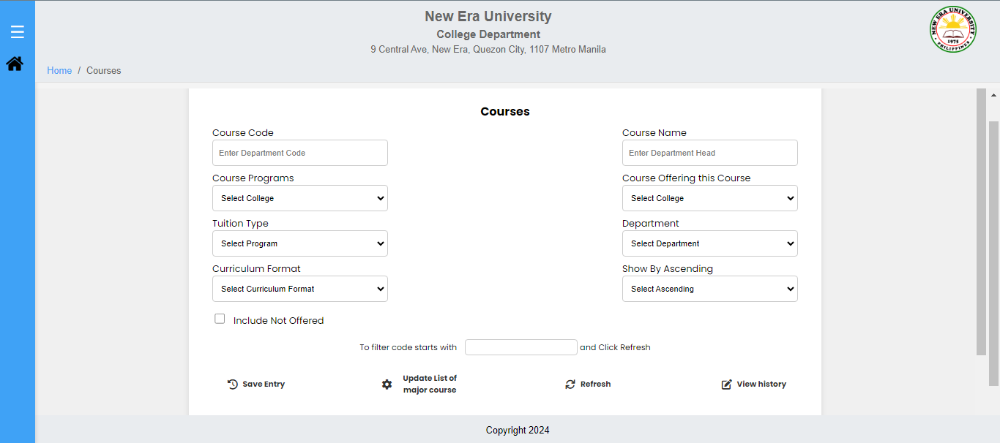 New Era University
College Department
9 Central Ave, New Era, Quezon City, 1107 Metro Manila
NEW ERA UNIVERSITY
1975
PHILIPPINES
Home / Courses
Courses
Course Code
Course Name
Enter Department Code
Enter Department Head
Course Programs
Course Offering this Course
Select College
Select College
Tuition Type
Department
Select Program
Select Department
Curriculum Format
Show By Ascending
Select Curriculum Format
Select Ascending
Include Not Offered
To filter code starts with
and Click Refresh
Save Entry
Update List of
major course
Refresh
View history
Copyright 2024